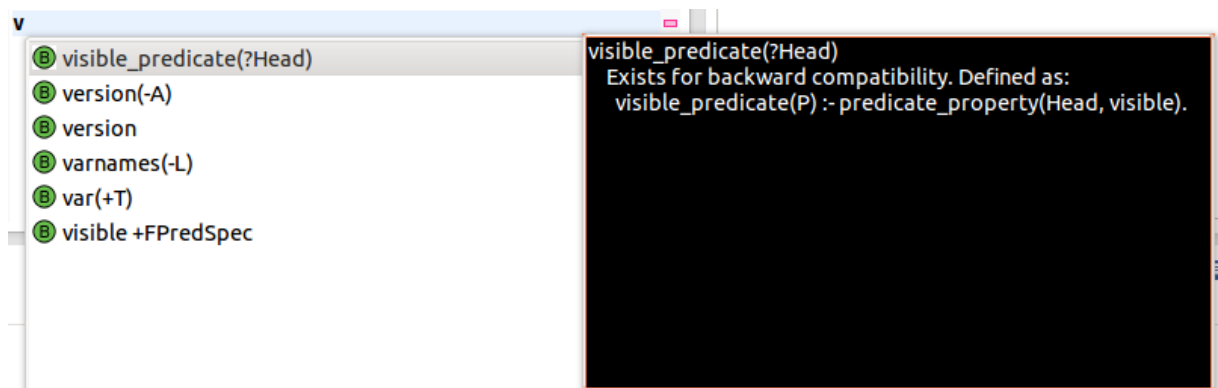 v
B visible_predicate(?Head)
B version(-A)
B version
B varnames(-L)
B var(+T)
B visible +FPredSpec
visible_predicate(?Head)
Exists for backward compatibility. Defined as:
visible_predicate(P) :- predicate_property(Head, visible).